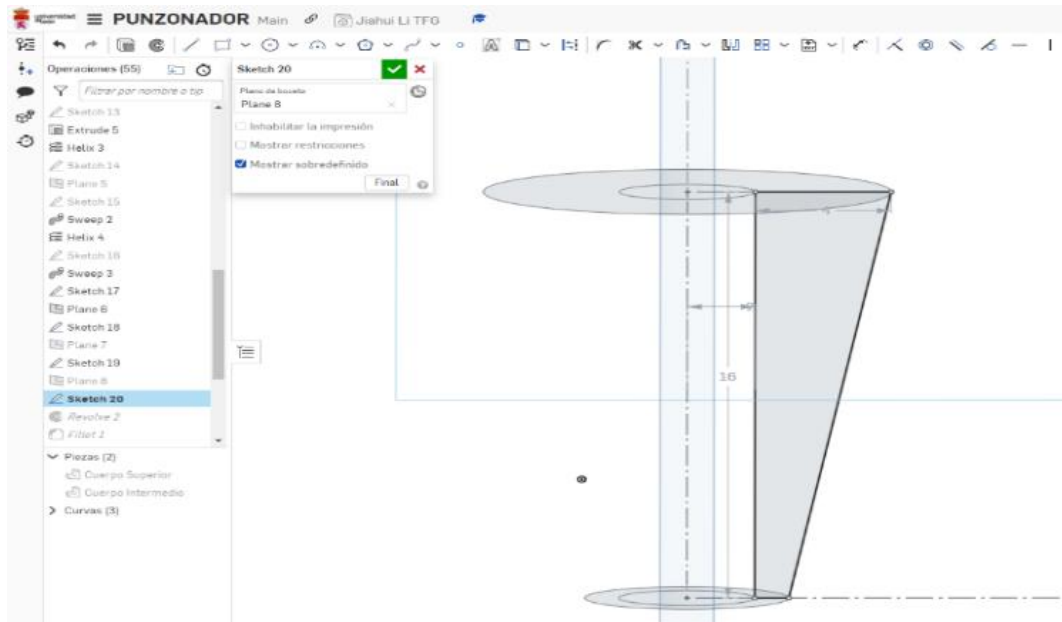 PUNZONADOR Main Jiahui Li TFG
Operaciones (55)
Filtrar por nombre o tip
Sketch 13
Extrude 5
Helix 3
Sketch 14
Plane 5
Sketch 15
Sweep 2
Helix 4
Sketch 16
Sweep 3
Sketch 17
Plane 6
Sketch 18
Plane 7
Sketch 19
Plane 8
Sketch 20
Revolve 2
Fillet 2
Piezas (2)
Cuerpo Superior
Cuerpo Intermedio
Curvas (3)
Sketch 20
Plano de boceto
Plane 8
Inhabilitar la impresión
Mostrar restricciones
Mostrar sobredefinido
Final
4
16